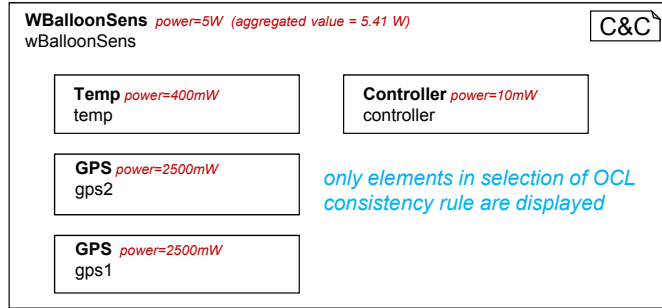 WBalloonSens power=5W (aggregated value = 5.41 W)
wBalloonSens
C&C
Temp power=400mW
temp
Controller power=10mW
controller
GPS power=2500mW
gps2
only elements in selection of OCL
consistency rule are displayed
GPS power=2500mW
gps1